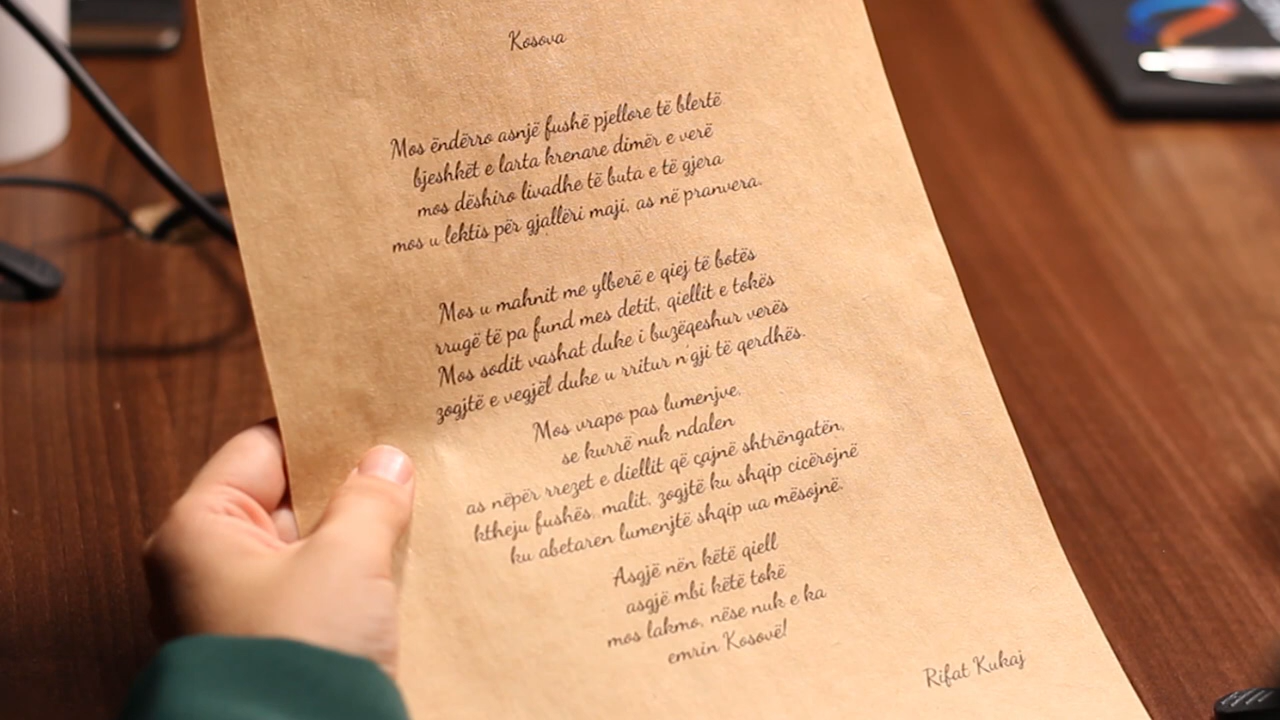 Kosova
Mos ëndërro asnjë fushë pjellore të blertë
bjeshkët e larta krenare dimër e verë
mos dëshiro livadhe të buta e të gjera
mos u lektis për gjallëri maji, as në pranvera.
Mos u mahnit me ylberë e qiej të botës
rrugë të pa fund mes detit, qiellit e tokës
Mos sodit vashat duke i buzëqeshur verës
zogjtë e vegjël duke u rritur n'gji të qerdhës.
Mos vrapo pas lumenjve,
se kurrë nuk ndalen
as nëpër rrezet e diellit që çajnë shtrëngatën,
ktheju fushës, malit, zogjtë ku shqip cicërojnë
ku abetaren lumenjtë shqip ua mësojnë.
Asgjë nën këtë qiell
asgjë mbi këtë tokë
mos lakmo, nëse nuk e ka
emrin Kosovë!
Rifat Kukaj